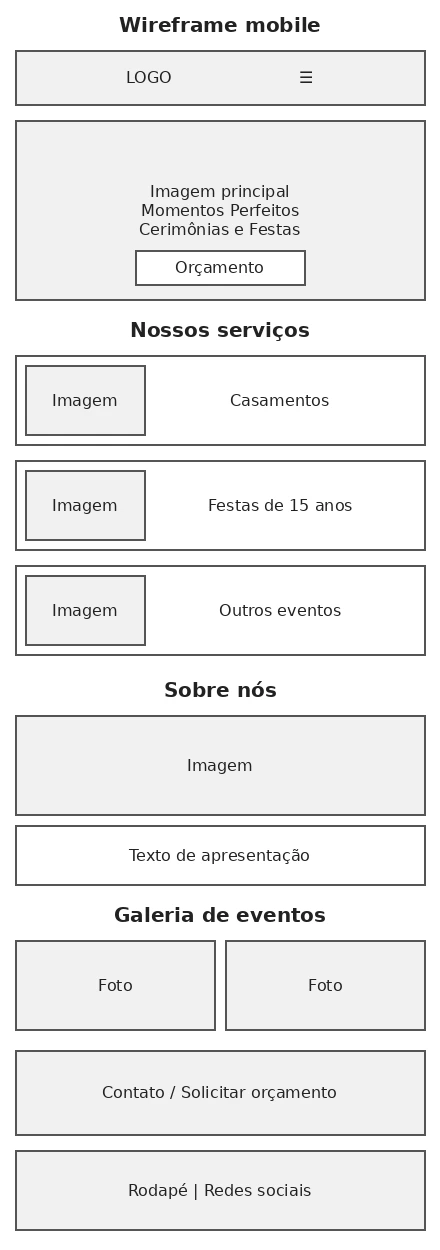 Wireframe mobile
LOGO ☰
Imagem principal
Momentos Perfeitos
Cerimônias e Festas
Orçamento
Nossos serviços
Imagem Casamentos
Imagem Festas de 15 anos
Imagem Outros eventos
Sobre nós
Imagem
Texto de apresentação
Galeria de eventos
Foto Foto
Contato / Solicitar orçamento
Rodapé | Redes sociais